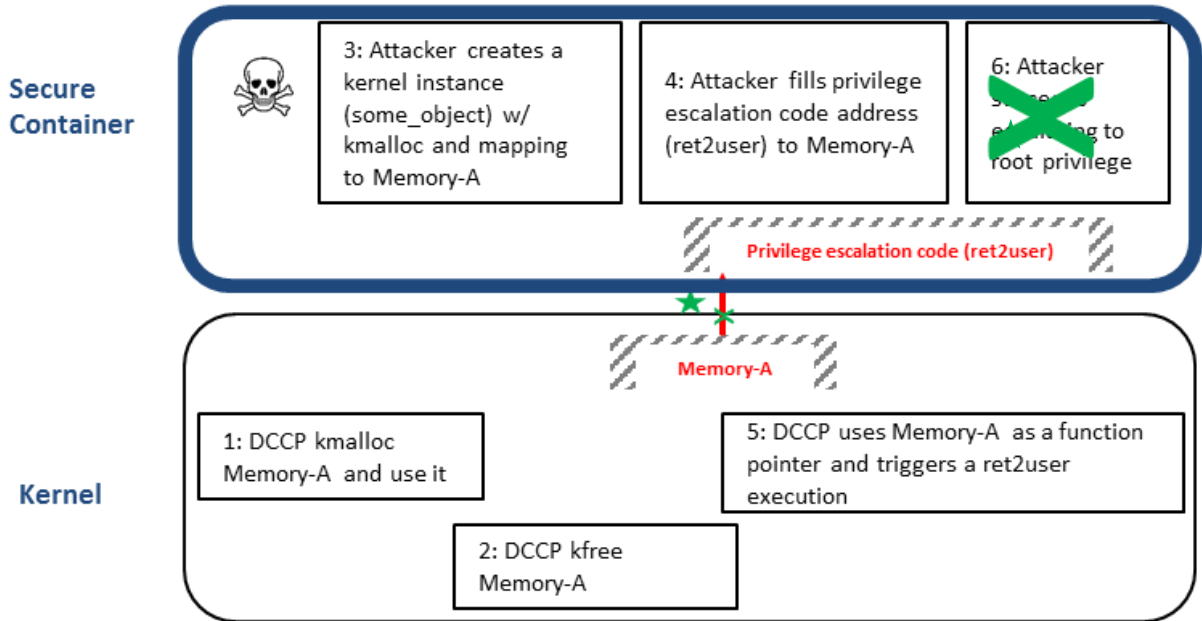 Secure
Container
3: Attacker creates a
kernel instance
(some_object) w/
kmalloc and mapping
to Memory-A
4: Attacker fills privilege
escalation code address
(ret2user) to Memory-A
6: Attacker
to
root privilege
Privilege escalation code (ret2user)
Memory-A
Kernel
1: DCCP kmalloc
Memory-A and use it
5: DCCP uses Memory-A as a function
pointer and triggers a ret2user
execution
2: DCCP kfree
Memory-A